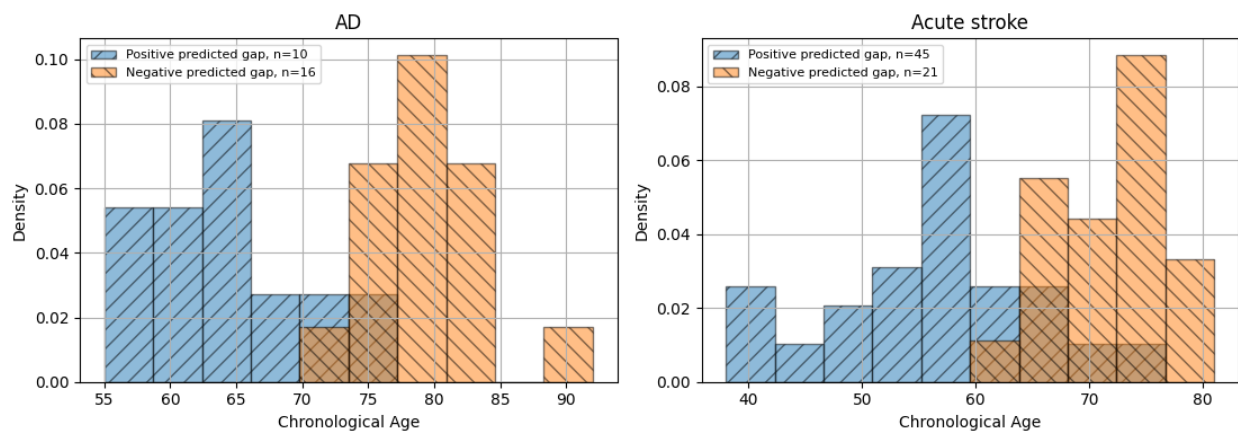 AD
Positive predicted gap, n=10
Negative predicted gap, n=16
0.10
0.08
0.06
0.04
0.02
0.00
Density
55 60 65 70 75 80 85 90
Chronological Age
Acute stroke
Positive predicted gap, n=45
Negative predicted gap, n=21
0.08
0.06
0.04
0.02
0.00
Density
40 50 60 70 80
Chronological Age